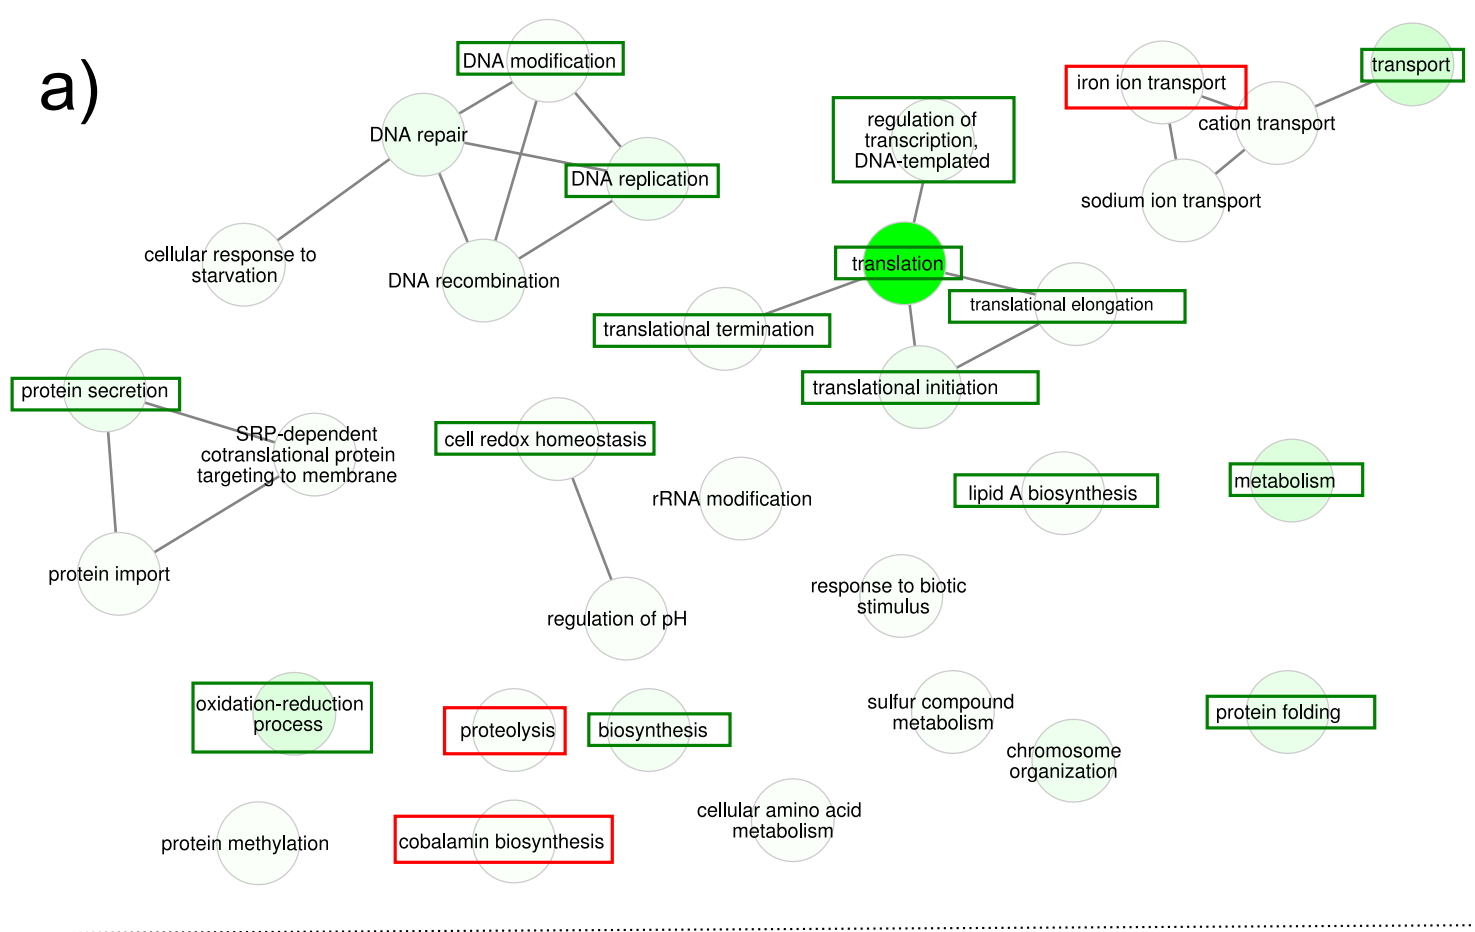 a)
DNA modification
iron ion transport
transport
DNA repair
regulation of
transcription,
DNA-templated
cation transport
DNA replication
sodium ion transport
cellular response to
starvation
DNA recombination
translation
translational elongation
translational termination
translational initiation
protein secretion
SRP-dependent
cotranslational protein
targeting to membrane
cell redox homeostasis
rRNA modification
lipid A biosynthesis
metabolism
protein import
regulation of pH
response to biotic
stimulus
oxidation-reduction
process
proteolysis
biosynthesis
sulfur compound
metabolism
protein folding
chromosome
organization
protein methylation
cobalamin biosynthesis
cellular amino acid
metabolism